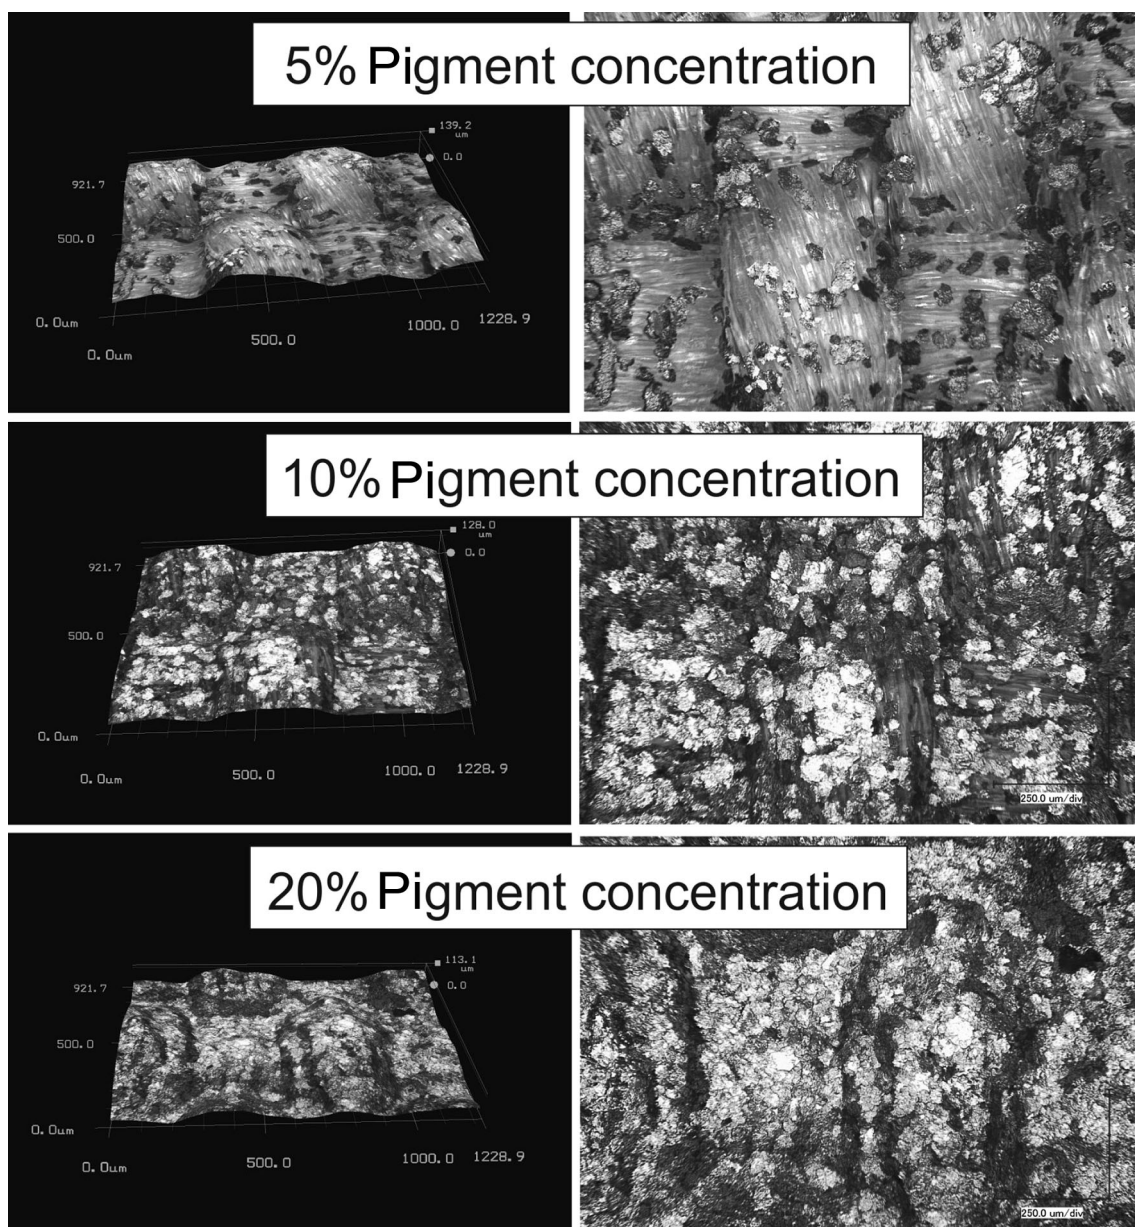 5% Pigment concentration
139.2
um
0.0
921.7
500.0
0.0um
0.0um
500.0
1000.0
1228.9
10% Pigment concentration
128.0
um
0.0
921.7
500.0
0.0um
0.0um
500.0
1000.0
1228.9
250.0 um/div
20% Pigment concentration
113.1
um
0.0
921.7
500.0
0.0um
0.0um
500.0
1000.0
1228.9
250.0 um/div